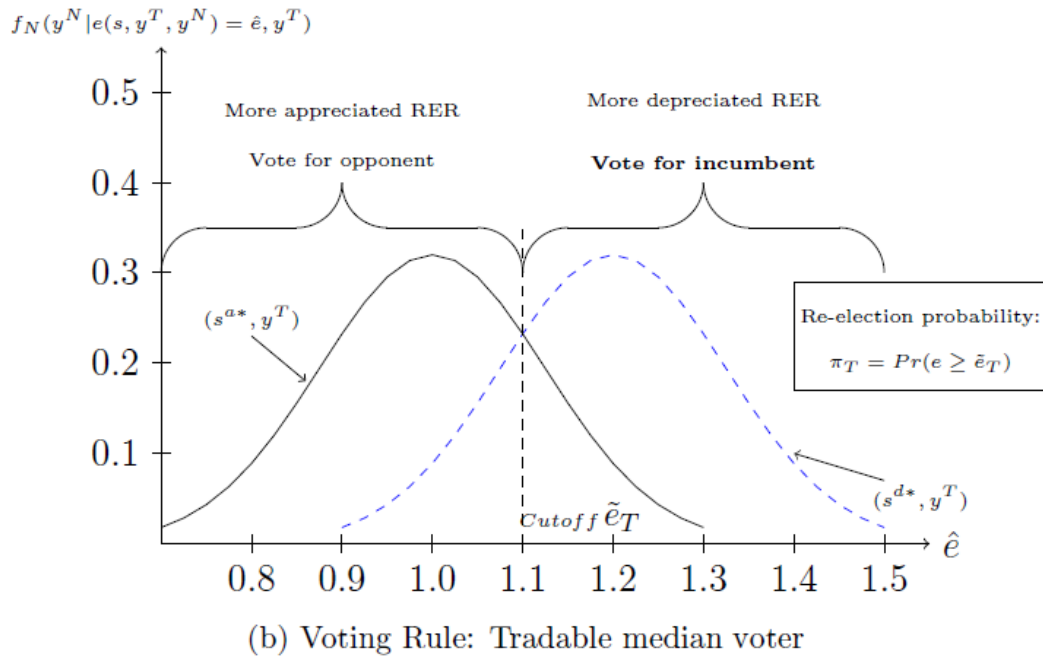 f_N(y^N|e(s, y^T, y^N) = ê, y^T)
0.5
0.4
0.3
0.2
0.1
More appreciated RER
Vote for opponent
More depreciated RER
Vote for incumbent
(s^{a*}, y^T)
Re-election probability:
π_T = Pr(e ≥ ẽ_T)
(s^{d*}, y^T)
Cutoff ẽ_T
ê
0.8 0.9 1.0 1.1 1.2 1.3 1.4 1.5
(b) Voting Rule: Tradable median voter